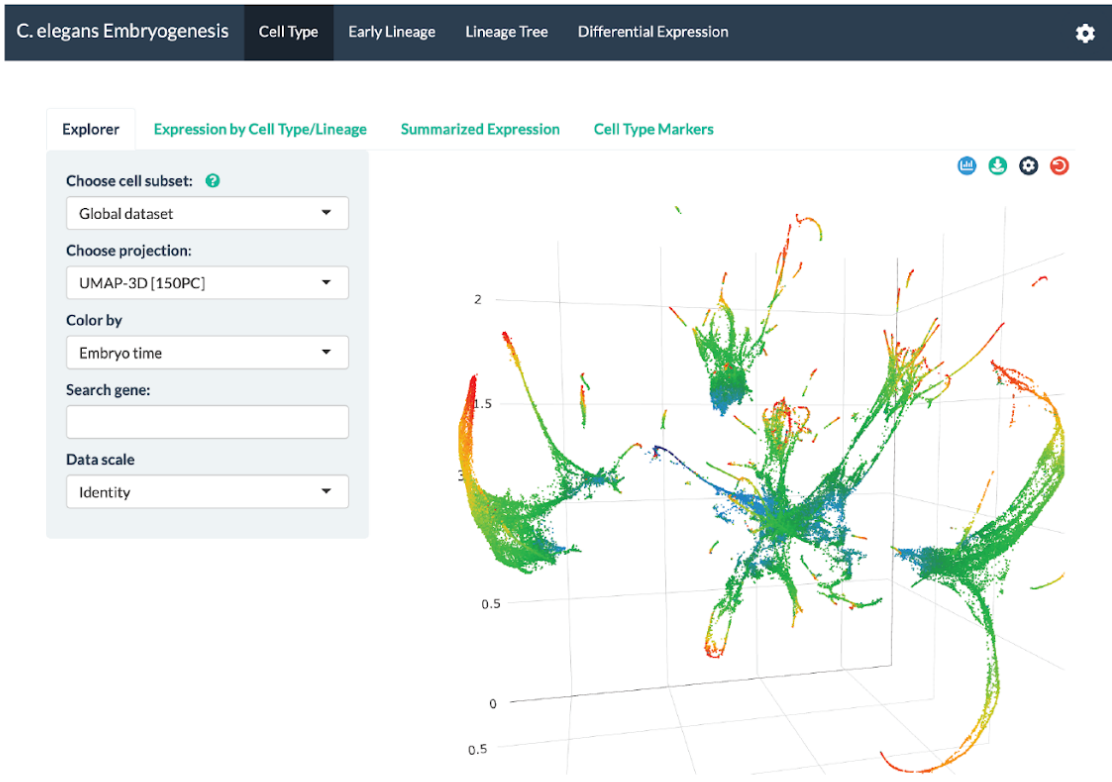 C. elegans Embryogenesis Cell Type Early Lineage Lineage Tree Differential Expression
Explorer Expression by Cell Type/Lineage Summarized Expression Cell Type Markers
Choose cell subset: ?
Global dataset
Choose projection:
UMAP-3D [150PC]
Color by
Embryo time
Search gene:
Data scale
Identity
2
1.5
3
0.5
0
0.5